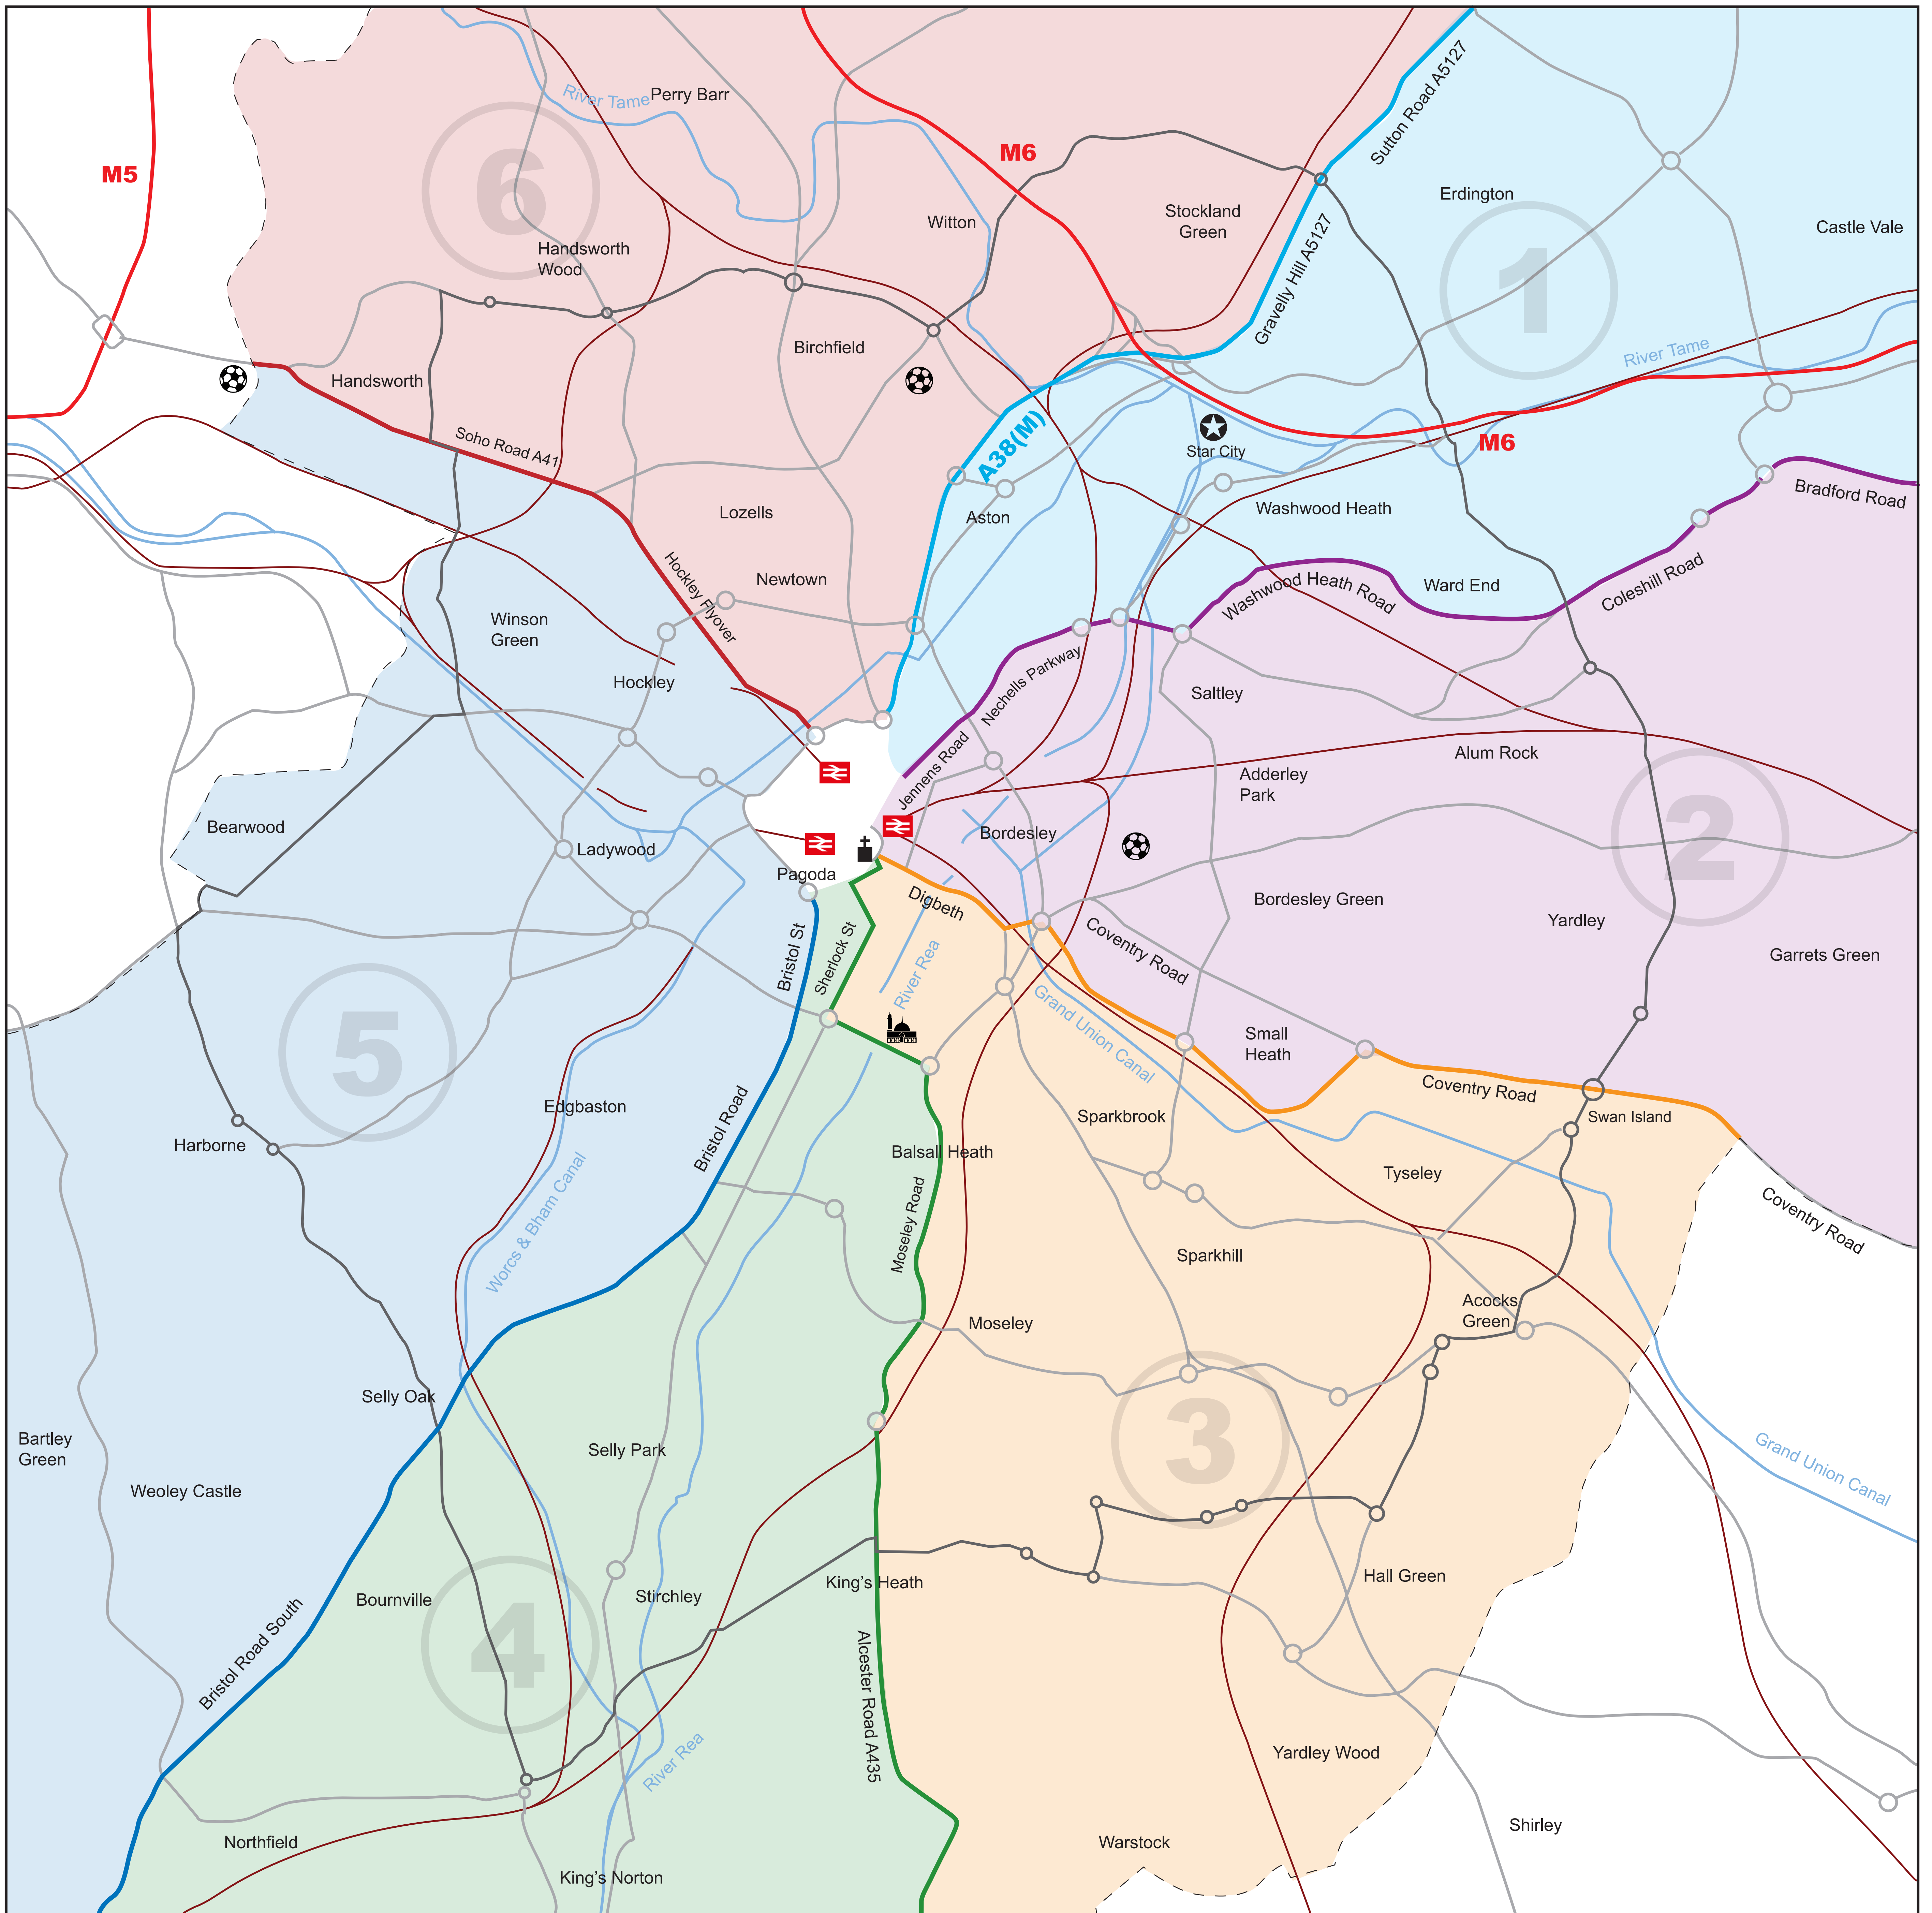 Sutton Road A5127
River Tame
Perry Barr
M6
M5
6
Erdington
Stockland
Green
Witton
Castle Vale
Handsworth
Wood
Gravelly Hill A5127
1
Birchfield
River Tame
Handsworth
A38(M)
Soho Road A41
M6
Star City
Bradford Road
Washwood Heath
Lozells
Aston
Newtown
Hockley Flyover
Washwood Heath Road
Ward End
Coleshill Road
Winson
Green
Hockley
Nechells Parkway
Saltley
Alum Rock
Jennens Road
Adderley
Park
Bearwood
Bordesley
2
Ladywood
Pagoda
Digbeth
Bordesley Green
Yardley
Coventry Road
Garrets Green
Bristol St
Sherlock St
River Rea
Grand Union Canal
5
Small
Heath
Coventry Road
Edgbaston
Sparkbrook
Swan Island
Harborne
Bristol Road
Balsall Heath
Tyseley
Coventry Road
Worcs & Bham Canal
Moseley Road
Sparkhill
Acocks
Green
Moseley
Selly Oak
3
Bartley
Green
Selly Park
Grand Union Canal
Weoley Castle
King's Heath
Hall Green
Bournville
Stirchley
Bristol Road South
4
Alcester Road A435
River Rea
Yardley Wood
Shirley
Northfield
Warstock
King's Norton